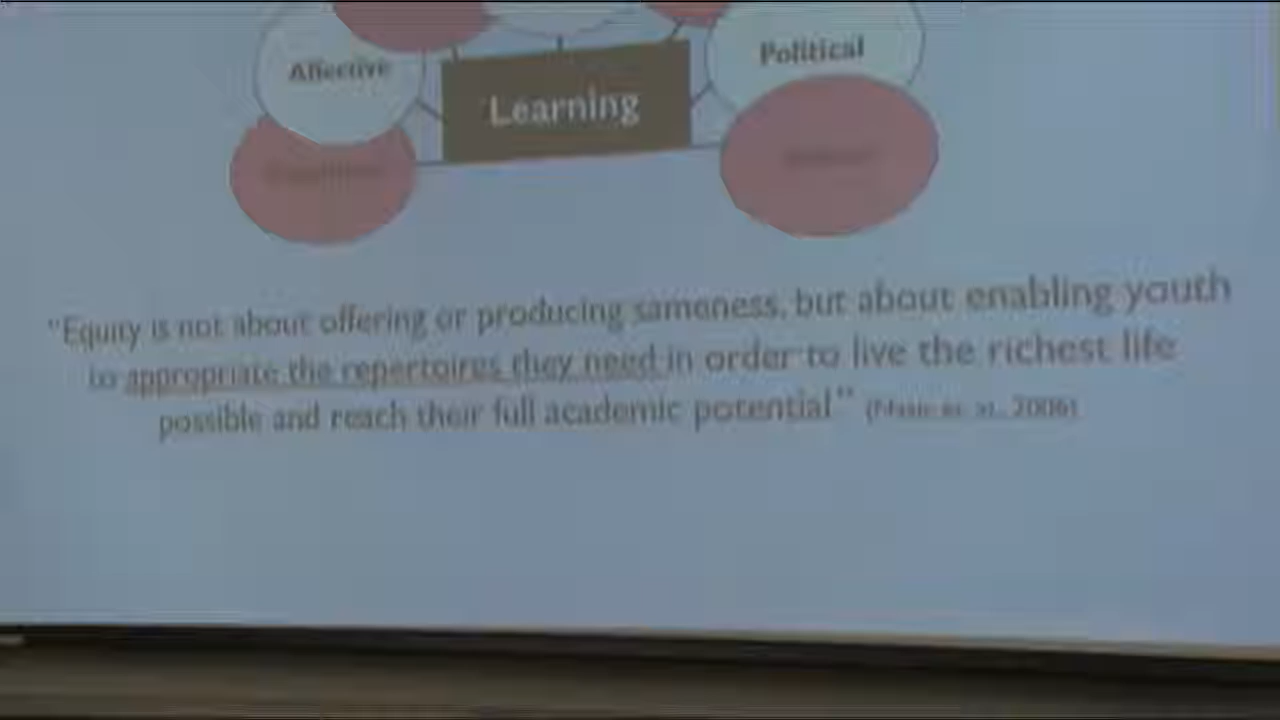 Affective
Political
Learning
"Equity is not about offering or producing sameness, but about enabling youth
to appropriate the repertoires they need in order to live the richest life
possible and reach their full academic potential" (
2006)